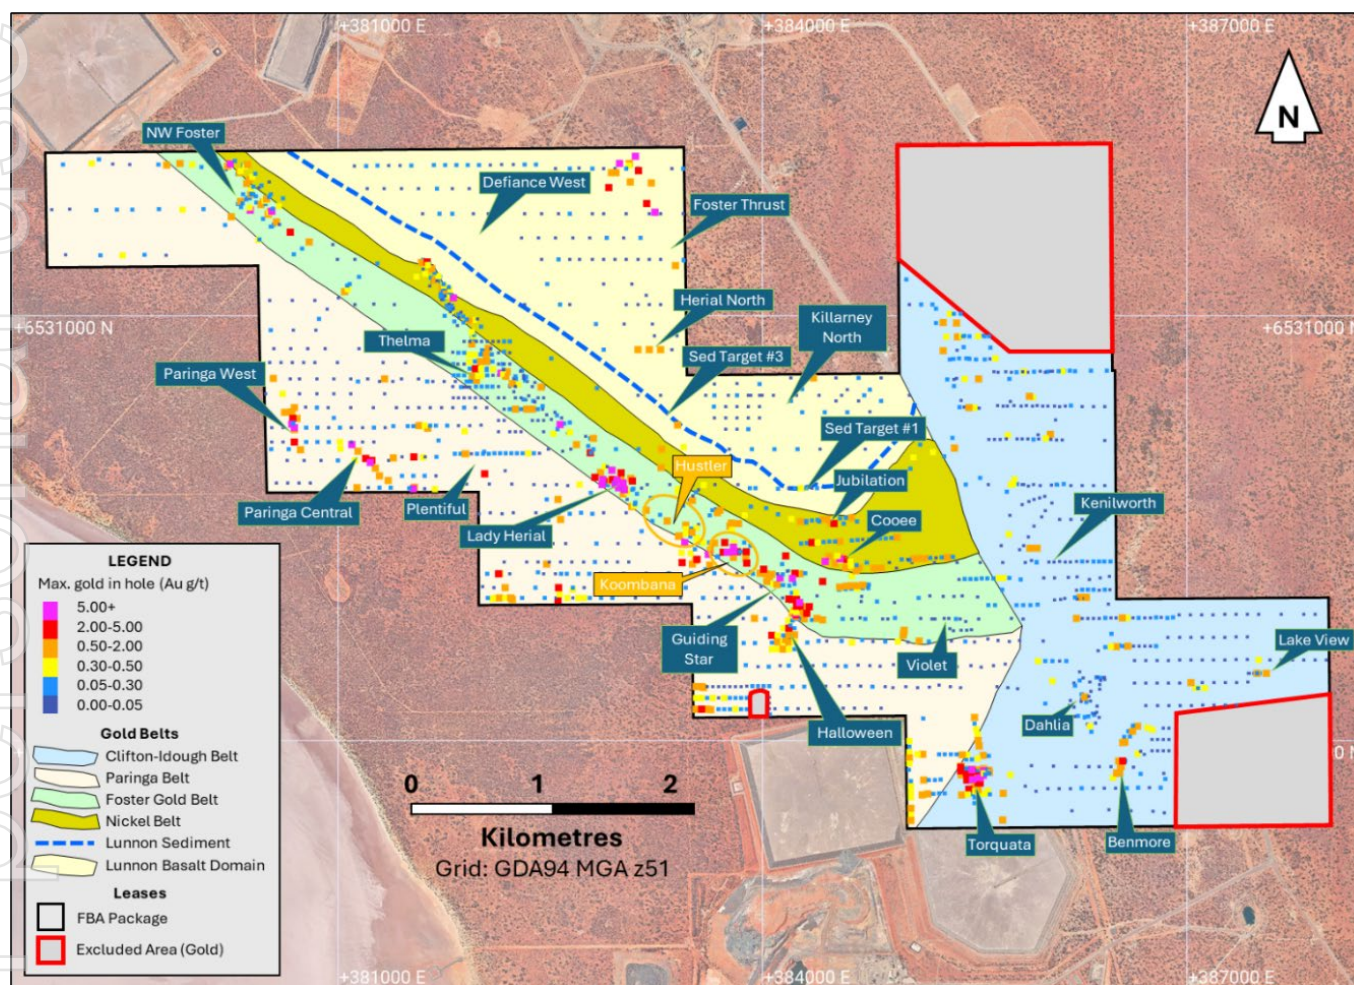 +381000 E
+384000 E
+387000 E
N
NW Foster
Defiance West
Foster Thrust
Herial North
Killarney
North
+6531000 N
+6531000 N
Thelma
Sed Target #3
Paringa West
Sed Target #1
Hustler
Jubilation
Kenilworth
Paringa Central
Plentiful
Cooee
Lady Herial
Koombana
Guiding
Star
Violet
Lake View
Dahlia
Halloween
Torquata
Benmore
LEGEND
Max. gold in hole (Au g/t)
5.00+
2.00-5.00
0.50-2.00
0.30-0.50
0.05-0.30
0.00-0.05
Gold Belts
Clifton-Idough Belt
Paringa Belt
Foster Gold Belt
Nickel Belt
Lunnon Sediment
Lunnon Basalt Domain
Leases
FBA Package
Excluded Area (Gold)
0 1 2
Kilometres
Grid: GDA94 MGA z51
+381000 E
+384000 E
+387000 E